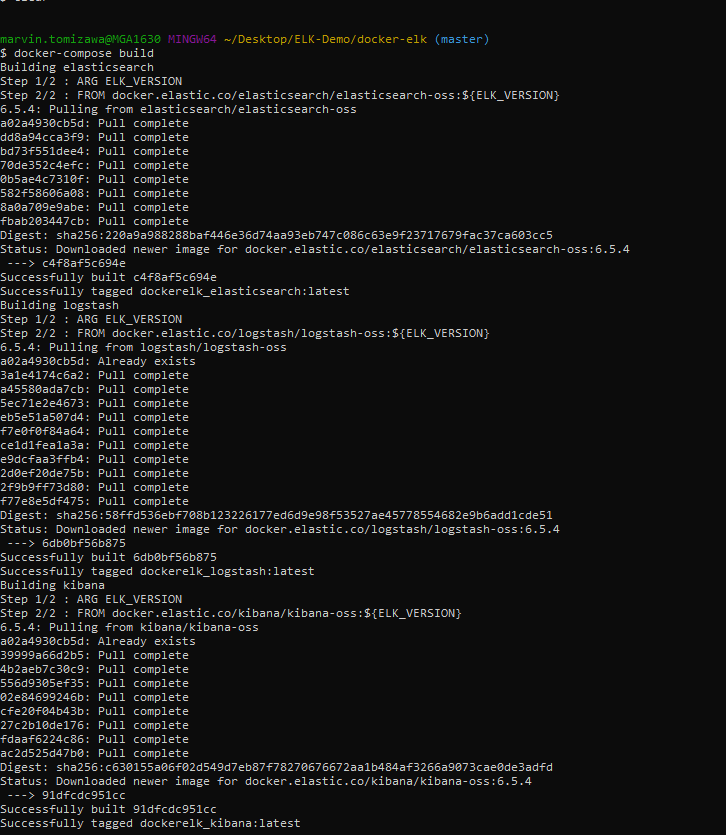 marvin.tomizawa@MGA1630 MINGW64 ~/Desktop/ELK-Demo/docker-elk (master)
$ docker-compose build
Building elasticsearch
Step 1/2 : ARG ELK_VERSION
Step 2/2 : FROM docker.elastic.co/elasticsearch/elasticsearch-oss:${ELK_VERSION}
6.5.4: Pulling from elasticsearch/elasticsearch-oss
a02a4930cb5d: Pull complete
dd8a94cca3f9: Pull complete
bd73f551dee4: Pull complete
70de352c4efc: Pull complete
0b5ae4c7310f: Pull complete
582f58606a08: Pull complete
8a0a709e9abe: Pull complete
fbab203447cb: Pull complete
Digest: sha256:220a9a988288baf446e36d74aa93eb747c086c63e9f23717679fac37ca603cc5
Status: Downloaded newer image for docker.elastic.co/elasticsearch/elasticsearch-oss:6.5.4
 ---> c4f8af5c694e
Successfully built c4f8af5c694e
Successfully tagged dockerelk_elasticsearch:latest
Building logstash
Step 1/2 : ARG ELK_VERSION
Step 2/2 : FROM docker.elastic.co/logstash/logstash-oss:${ELK_VERSION}
6.5.4: Pulling from logstash/logstash-oss
a02a4930cb5d: Already exists
3a1e4174c6a2: Pull complete
a45580ada7cb: Pull complete
5ec71e2e4673: Pull complete
eb5e51a507d4: Pull complete
f7e0f0f84a64: Pull complete
ce1d1fea1a3a: Pull complete
e9dcfaa3ffb4: Pull complete
2d0ef20de75b: Pull complete
2f9b9ff73d80: Pull complete
f77e8e5df475: Pull complete
Digest: sha256:58ffd536ebf708b123226177ed6d9e98f53527ae45778554682e9b6add1cde51
Status: Downloaded newer image for docker.elastic.co/logstash/logstash-oss:6.5.4
 ---> 6db0bf56b875
Successfully built 6db0bf56b875
Successfully tagged dockerelk_logstash:latest
Building kibana
Step 1/2 : ARG ELK_VERSION
Step 2/2 : FROM docker.elastic.co/kibana/kibana-oss:${ELK_VERSION}
6.5.4: Pulling from kibana/kibana-oss
a02a4930cb5d: Already exists
39999a66d2b5: Pull complete
4b2aeb7c30c9: Pull complete
556d9305ef35: Pull complete
02e84699246b: Pull complete
cfe20f04b43b: Pull complete
27c2b10de176: Pull complete
fdaaf6224c86: Pull complete
ac2d525d47b0: Pull complete
Digest: sha256:c630155a06f02d549d7eb87f78270676672aa1b484af3266a9073cae0de3adfd
Status: Downloaded newer image for docker.elastic.co/kibana/kibana-oss:6.5.4
 ---> 91dfcdc951cc
Successfully built 91dfcdc951cc
Successfully tagged dockerelk_kibana:latest